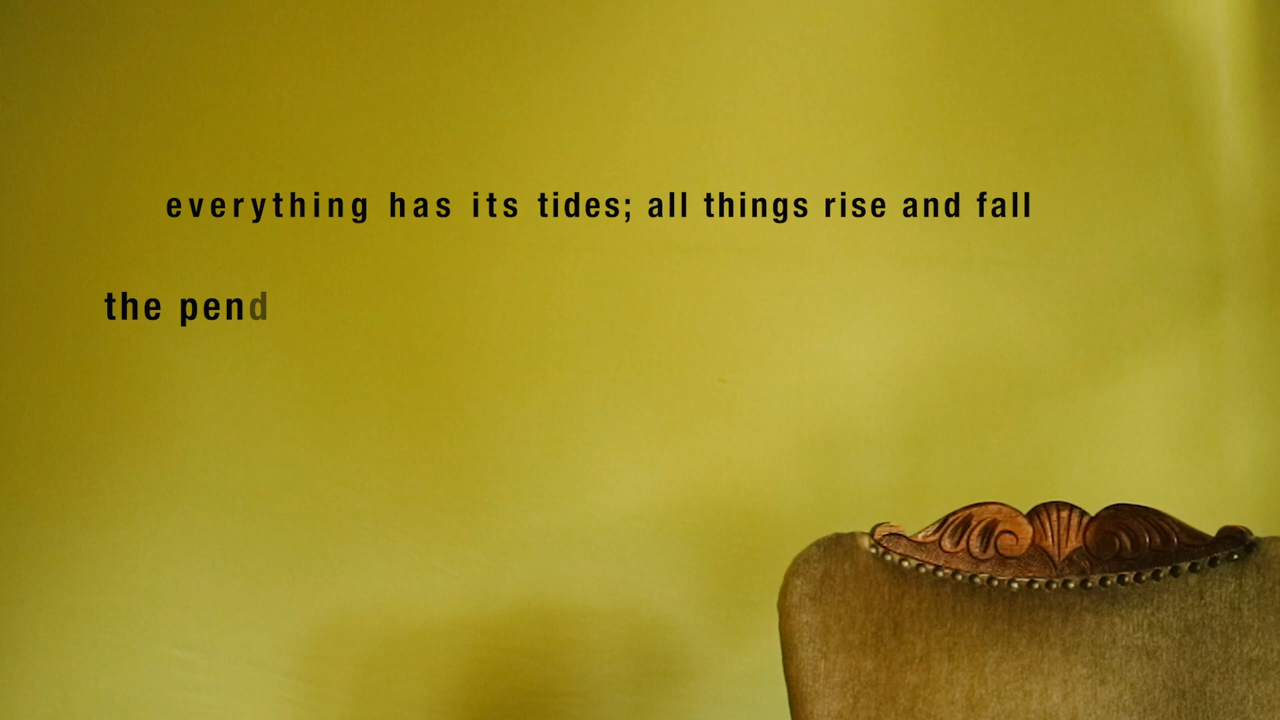 everything has its tides; all things rise and fall
the pend